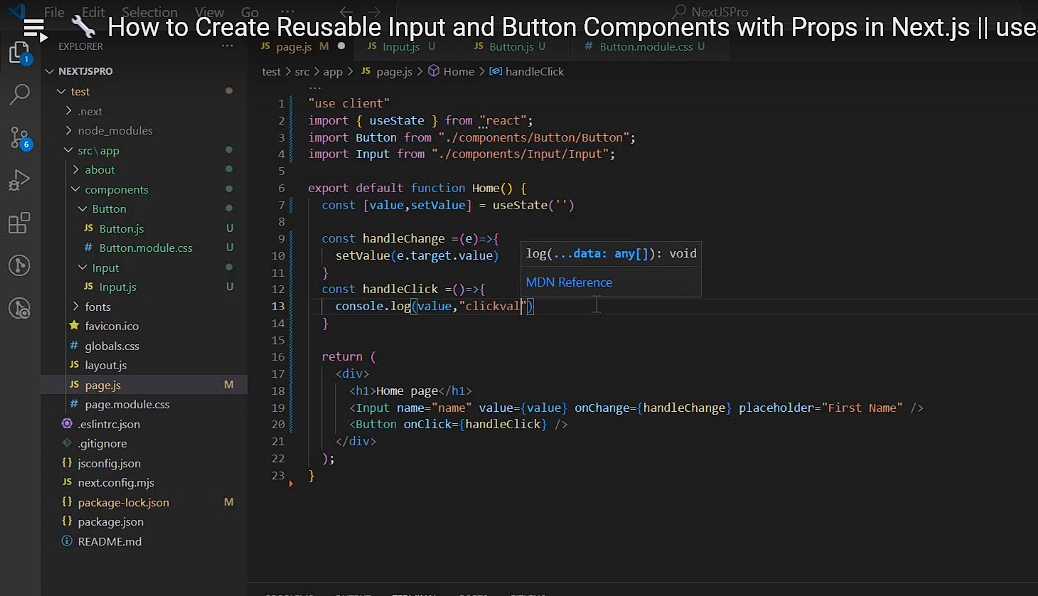 File Edit Selection View Go ··· NextJSPro
How to Create Reusable Input and Button Components with Props in Next.js || use
EXPLORER ···
JS page.js M JS Input.js U JS Button.js U # Button.module.css U
NEXTJSPRO
test > src > app > JS page.js > Home > handleClick
test
.next
node_modules
src\app
about
components
Button
JS Button.js U
# Button.module.css U
Input
JS Input.js U
fonts
favicon.ico
# globals.css
JS layout.js
JS page.js M
# page.module.css
.eslintrc.json
.gitignore
{} jsconfig.json
JS next.config.mjs
{} package-lock.json M
{} package.json
README.md
1
6
1 "use client"
2 import { useState } from "react";
3 import Button from "./components/Button/Button";
4 import Input from "./components/Input/Input";
5
6 export default function Home() {
7 const [value,setValue] = useState('')
8
9 const handleChange =(e)=>{
10 setValue(e.target.value)
11 }
12 const handleClick =()=>{
13 console.log(value,"clickval")
14 }
15
16 return (
17 <div>
18 <h1>Home page</h1>
19 <Input name="name" value={value} onChange={handleChange} placeholder="First Name" />
20 <Button onClick={handleClick} />
21 </div>
22 );
23 }
log(...data: any[]): void
MDN Reference